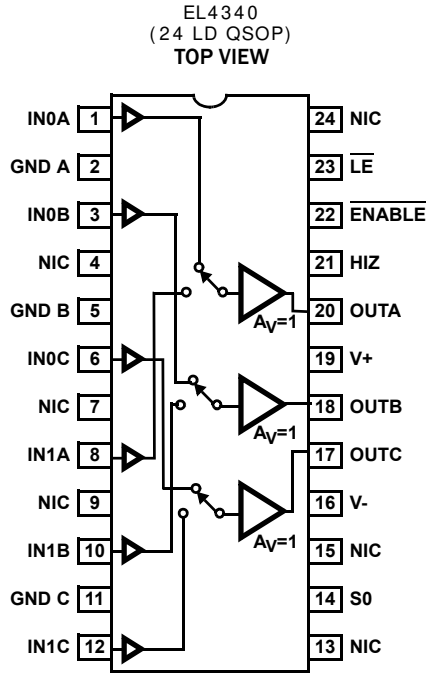 EL4340
(24 LD QSOP)
TOP VIEW
IN0A 1
24 NIC
GND A 2
23 L̅E̅
IN0B 3
22 E̅N̅A̅B̅L̅E̅
NIC 4
21 HIZ
GND B 5
20 OUTA
AV=1
IN0C 6
19 V+
NIC 7
18 OUTB
AV=1
IN1A 8
17 OUTC
NIC 9
16 V-
IN1B 10
AV=1
15 NIC
GND C 11
14 S0
IN1C 12
13 NIC